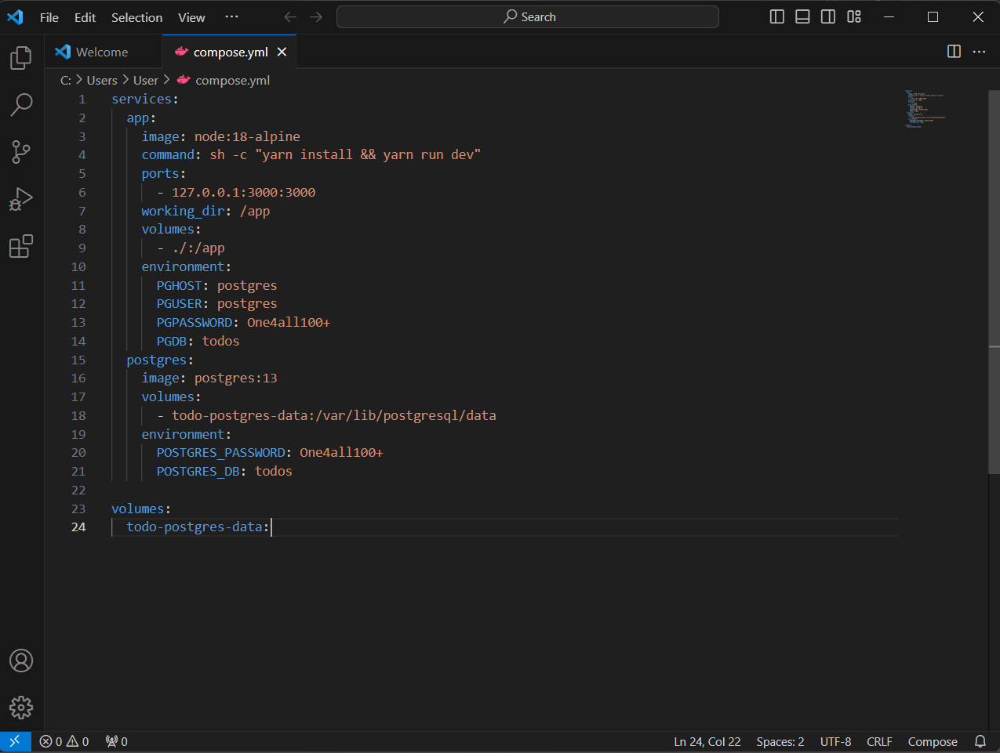 File Edit Selection View ··· Search
Welcome compose.yml
C: > Users > User > compose.yml
1 services:
2 app:
3 image: node:18-alpine
4 command: sh -c "yarn install && yarn run dev"
5 ports:
6 - 127.0.0.1:3000:3000
7 working_dir: /app
8 volumes:
9 - ./:/app
10 environment:
11 PGHOST: postgres
12 PGUSER: postgres
13 PGPASSWORD: One4all100+
14 PGDB: todos
15 postgres:
16 image: postgres:13
17 volumes:
18 - todo-postgres-data:/var/lib/postgresql/data
19 environment:
20 POSTGRES_PASSWORD: One4all100+
21 POSTGRES_DB: todos
22
23 volumes:
24 todo-postgres-data:
0 0 0 Ln 24, Col 22 Spaces: 2 UTF-8 CRLF Compose